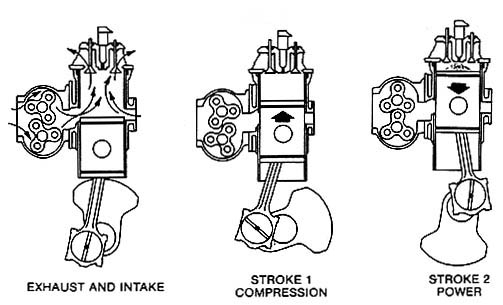 EXHAUST AND INTAKE
STROKE 1
COMPRESSION
STROKE 2
POWER